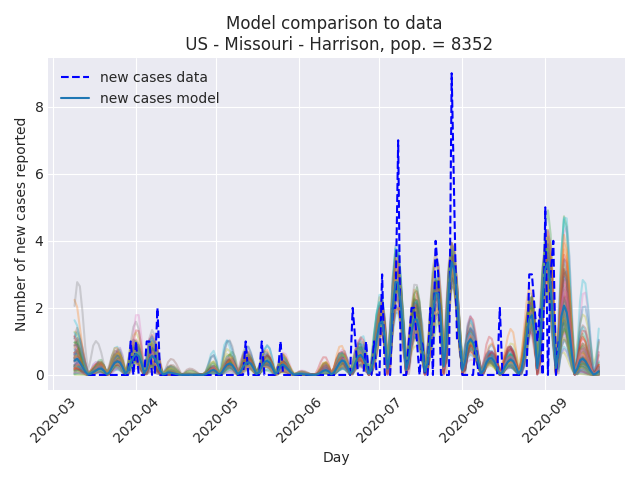 Model comparison to data
US - Missouri - Harrison, pop. = 8352
new cases data
new cases model
Number of new cases reported
8
6
4
2
0
2020-03
2020-04
2020-05
2020-06
2020-07
2020-08
2020-09
Day